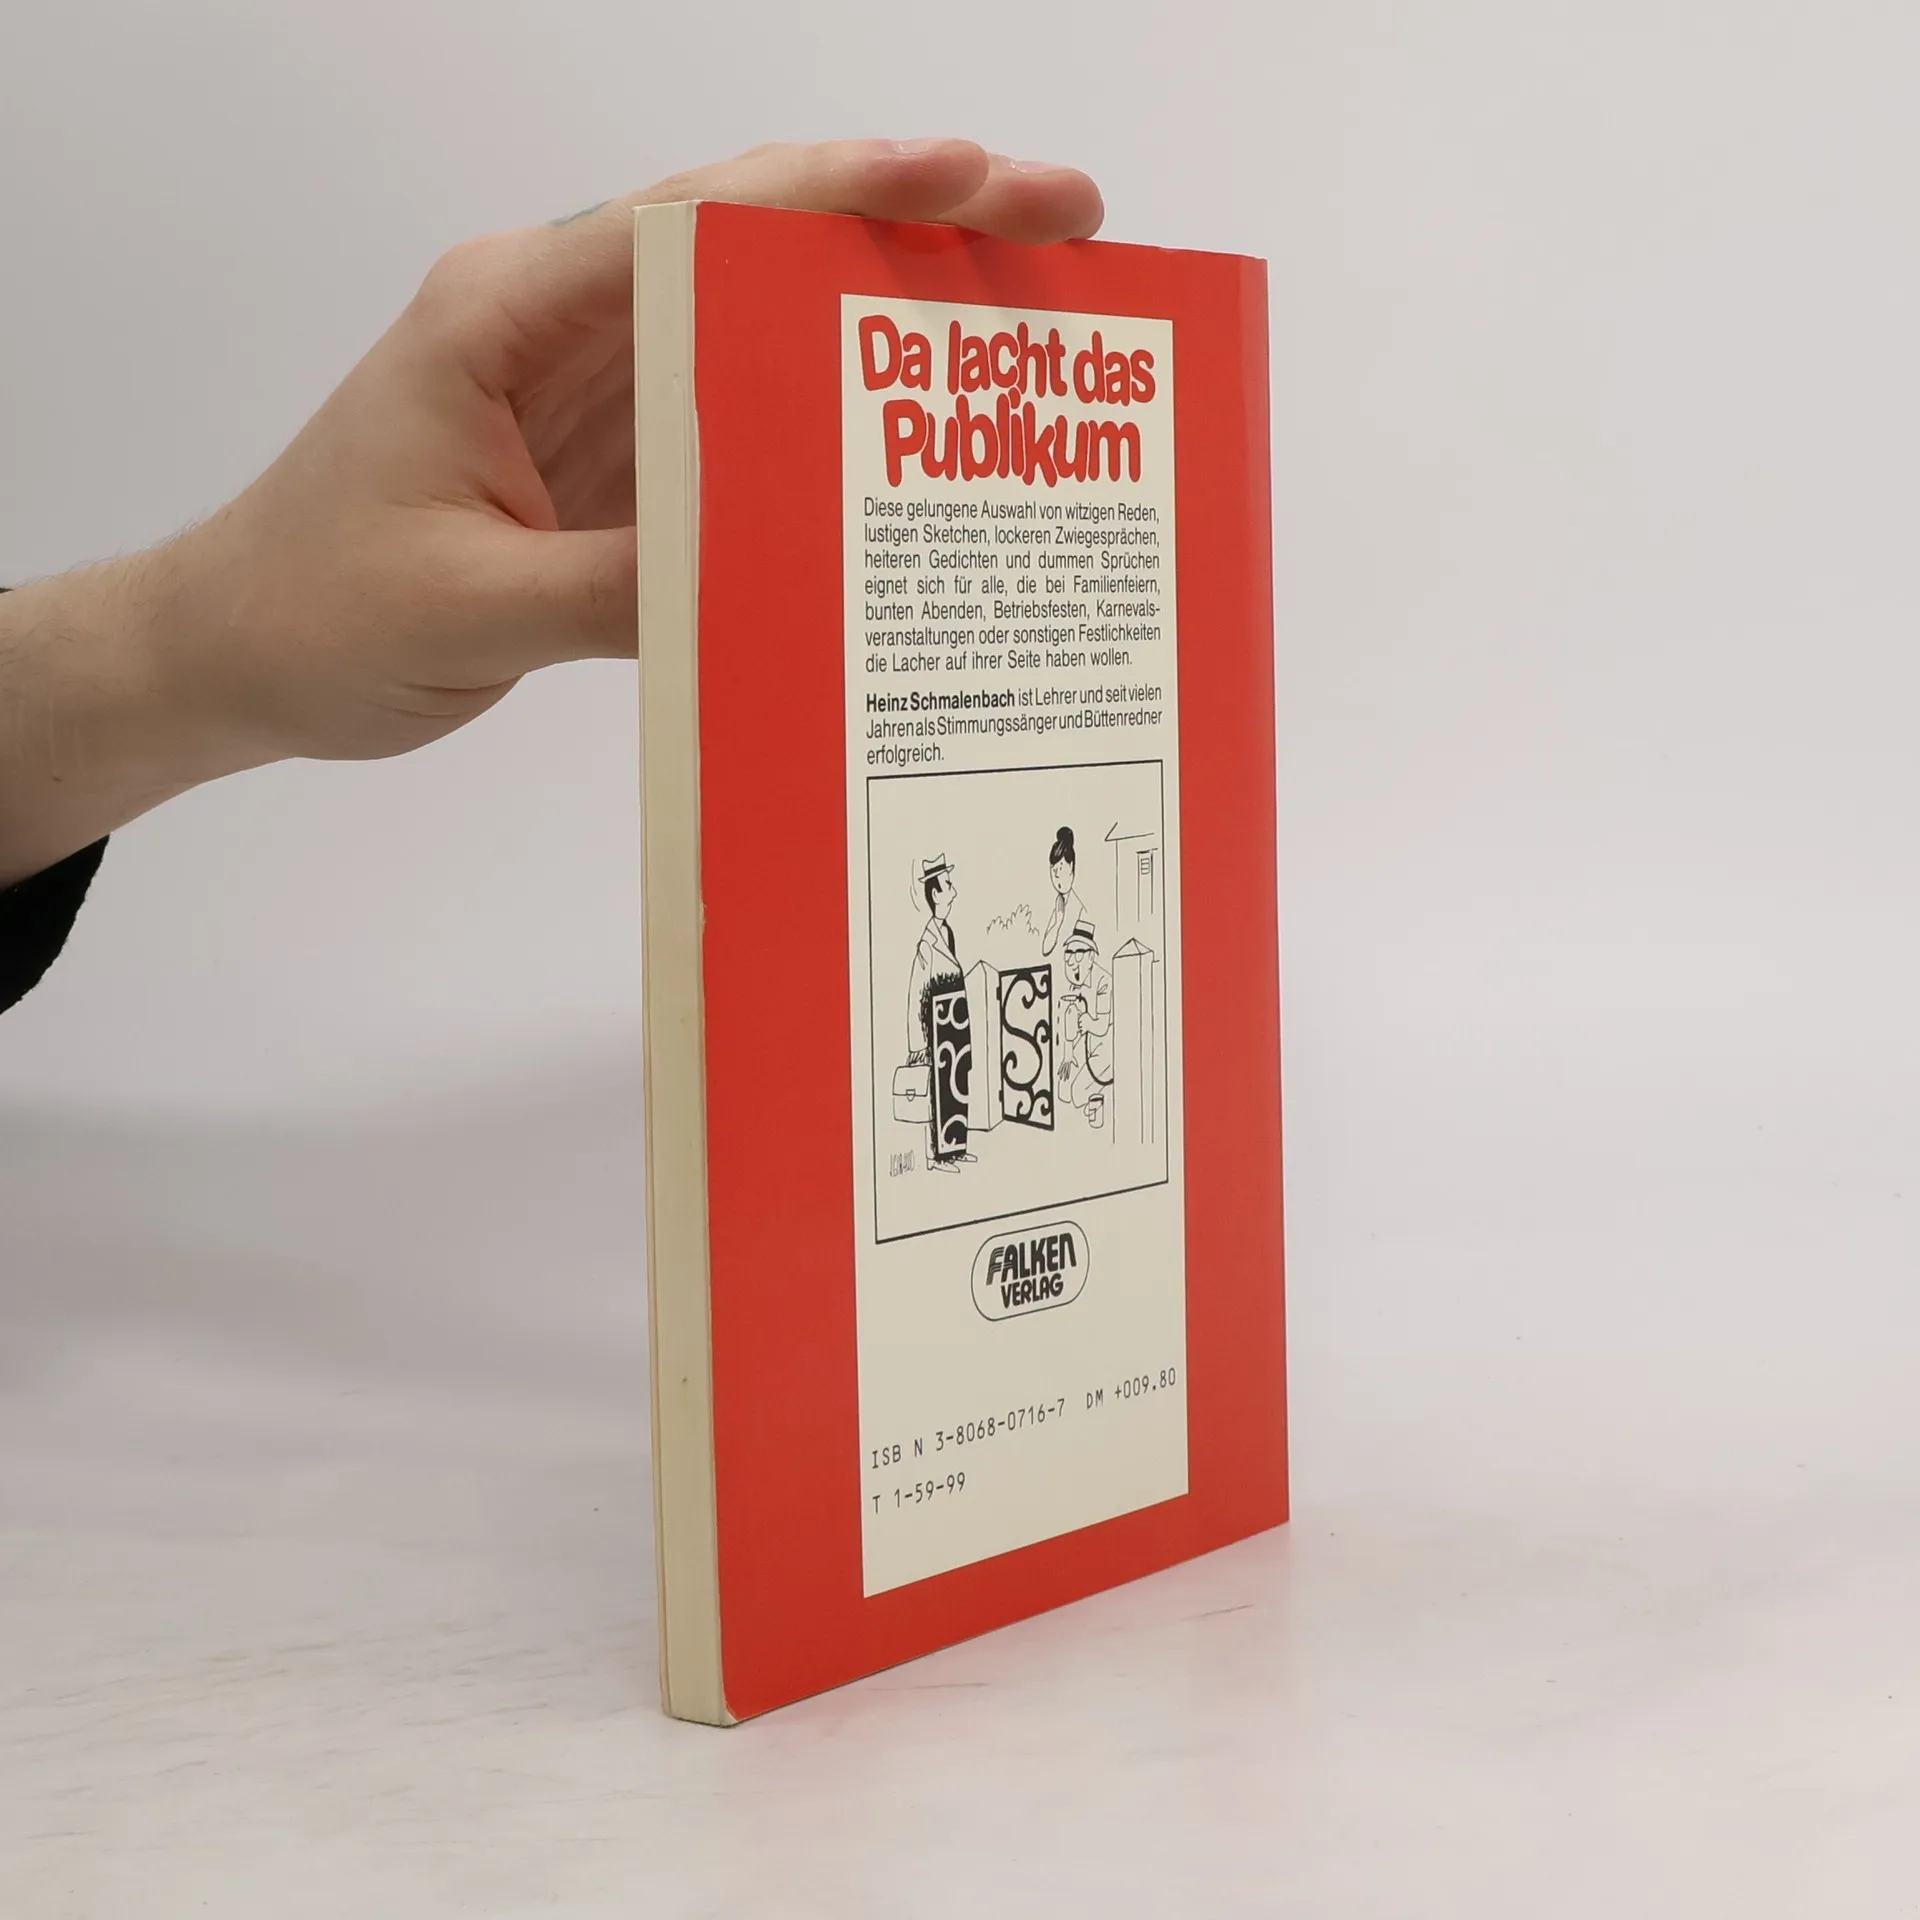 Da lacht das
Publikum
Diese gelungene Auswahl von witzigen Reden,
lustigen Sketchen, lockeren Zwiegesprächen,
heiteren Gedichten und dummen Sprüchen
eignet sich für alle, die bei Familienfeiern,
bunten Abenden, Betriebsfesten, Karnevals-
veranstaltungen oder sonstigen Festlichkeiten
die Lacher auf ihrer Seite haben wollen.
Heinz Schmalenbach ist Lehrer und seit vielen
Jahren als Stimmungssänger und Büttenredner
erfolgreich.
FALKEN
VERLAG
ISB N 3-8068-0716-7 DM +009.80
T 1-59-99